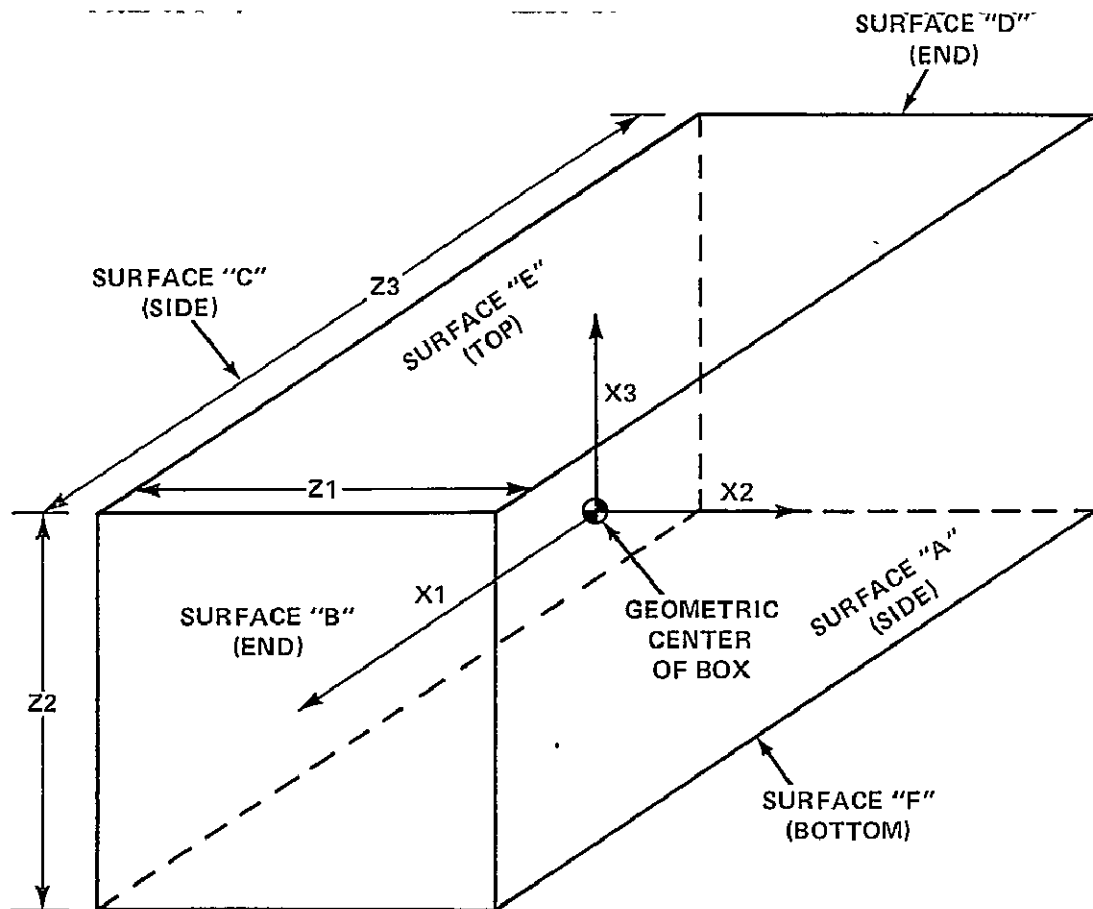 SURFACE "D"
(END)
SURFACE "C"
(SIDE)
Z3
SURFACE "E"
(TOP)
X3
Z1
X2
X1
SURFACE "B"
(END)
GEOMETRIC
CENTER
OF BOX
SURFACE "A"
(SIDE)
Z2
SURFACE "F"
(BOTTOM)